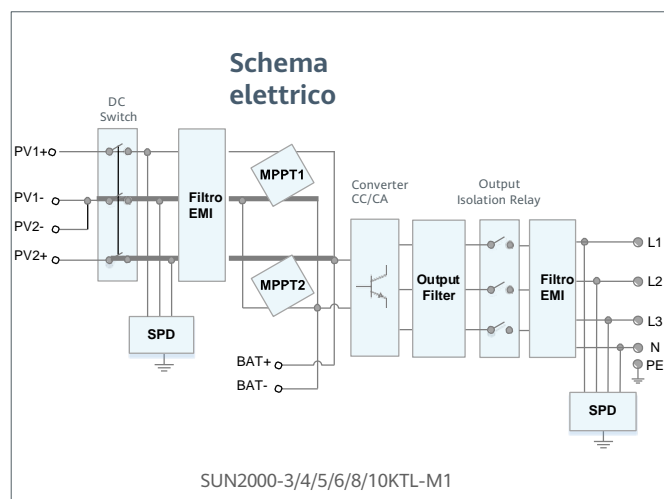 Schema
elettrico
DC
Switch
PV1+
PV1-
PV2-
PV2+
Filtro
EMI
MPPT1
MPPT2
SPD
BAT+
BAT-
Converter
CC/CA
Output
Filter
Output
Isolation Relay
Filtro
EMI
L1
L2
L3
N
PE
SPD
SUN2000-3/4/5/6/8/10KTL-M1